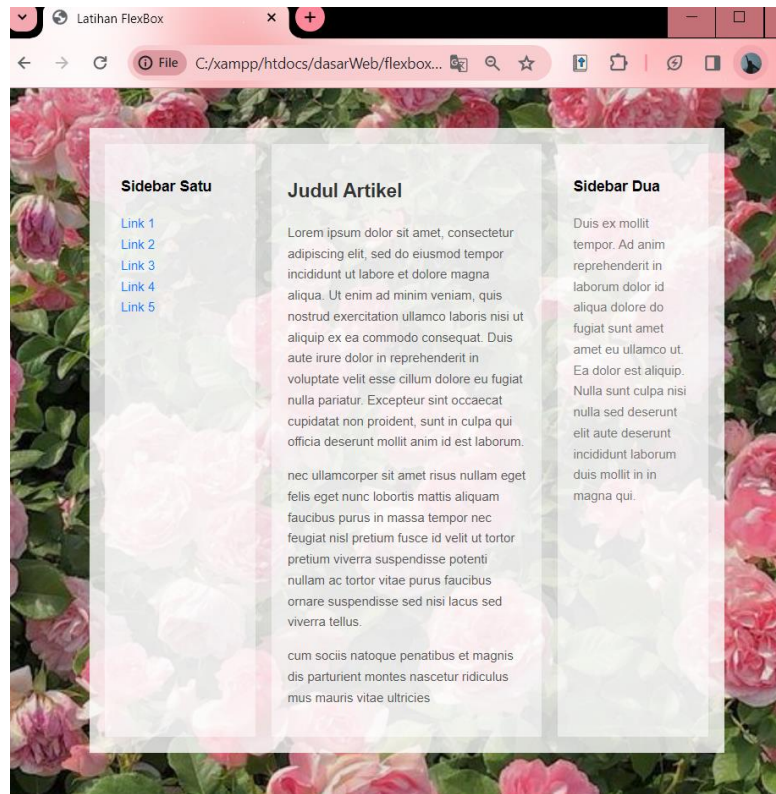 Latihan FlexBox
File
C:/xampp/htdocs/dasarWeb/flexbox...
Sidebar Satu
Link 1
Link 2
Link 3
Link 4
Link 5
Judul Artikel
Lorem ipsum dolor sit amet, consectetur
adipiscing elit, sed do eiusmod tempor
incididunt ut labore et dolore magna
aliqua. Ut enim ad minim veniam, quis
nostrud exercitation ullamco laboris nisi ut
aliquip ex ea commodo consequat. Duis
aute irure dolor in reprehenderit in
voluptate velit esse cillum dolore eu fugiat
nulla pariatur. Excepteur sint occaecat
cupidatat non proident, sunt in culpa qui
officia deserunt mollit anim id est laborum.
nec ullamcorper sit amet risus nullam eget
felis eget nunc lobortis mattis aliquam
faucibus purus in massa tempor nec
feugiat nisl pretium fusce id velit ut tortor
pretium viverra suspendisse potenti
nullam ac tortor vitae purus faucibus
ornare suspendisse sed nisi lacus sed
viverra tellus.
cum sociis natoque penatibus et magnis
dis parturient montes nascetur ridiculus
mus mauris vitae ultricies
Sidebar Dua
Duis ex mollit
tempor. Ad anim
reprehenderit in
laborum dolor id
aliqua dolore do
fugiat sunt amet
amet eu ullamco ut.
Ea dolor est aliquip.
Nulla sunt culpa nisi
nulla sed deserunt
elit aute deserunt
incididunt laborum
duis mollit in in
magna qui.